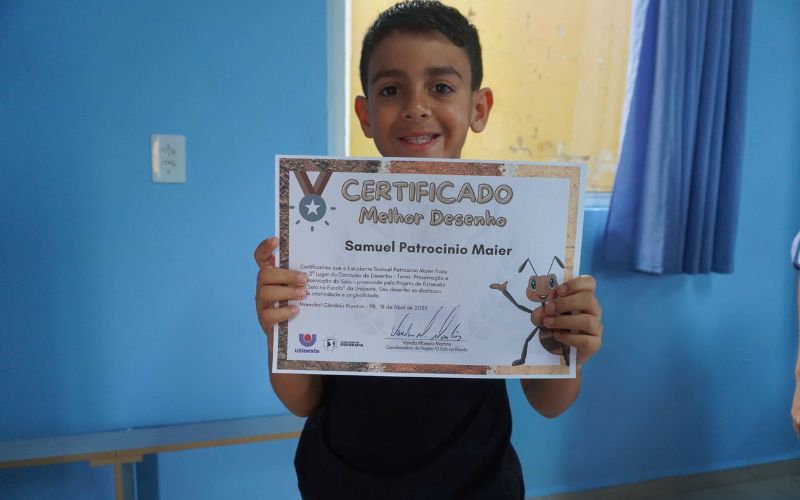 CERTIFICADO
Melhor Desenho
Samuel Patrocinio Maier
Certificamos que o Estudante Samuel Patrocinio Maier ficou
2º Lugar do Concurso de Desenho - Tema: Preservação e
do Solo - promovido pelo Projeto de Extensão
Solo na Escola" da Unioeste. Seu desenho se destacou
criatividade e originalidade.
Marechal Cândido Rondon - PR, 15 de Abril de 2025
Vanda Moreira Martins
Coordenadora do Projeto "O Solo na Escola"
unioeste
GEOGRAFIA